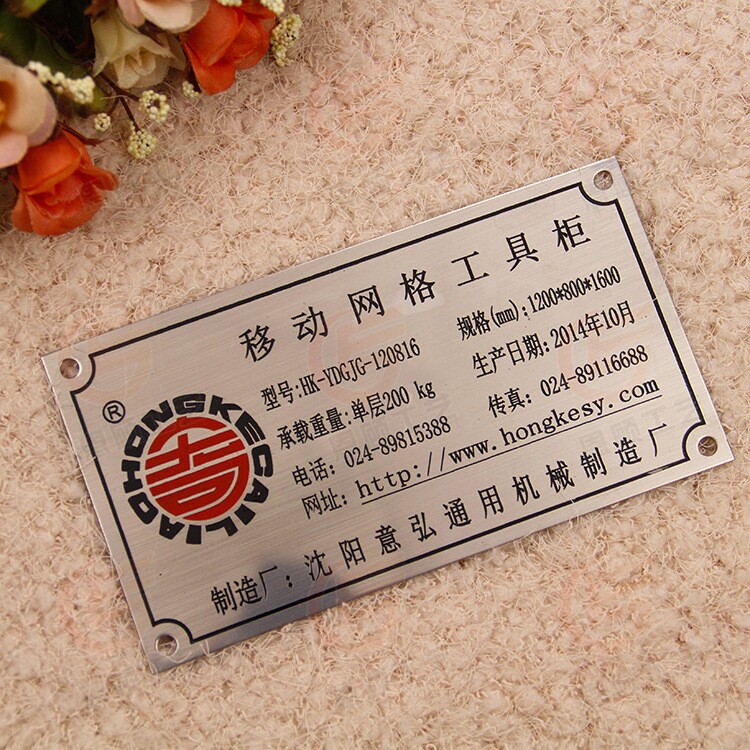 移动网格工具柜
型号:HK-YDGJG-120816 规格(mm):1200*800*1600
承载重量:单层200 kg 生产日期:2014年10月
电话: 024-89815388 传真: 024-89116688
网址: http://www.hongkesy.com
制造厂: 沈阳意弘通用机械制造厂
®
HONGKECAILIAO